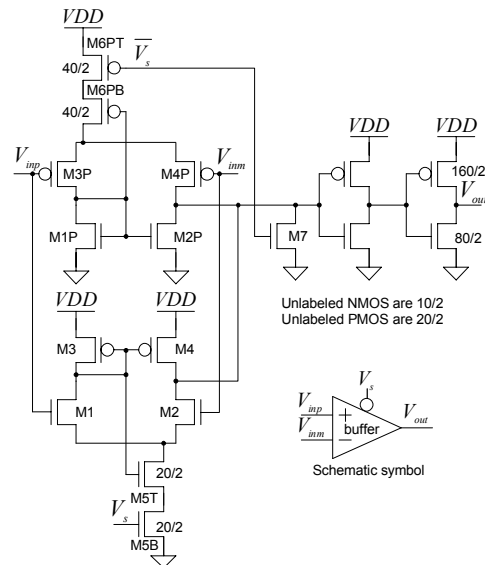 VDD
M6PT
40/2
V̅s
M6PB
40/2
VDD
VDD
Vinp
Vinm
M3P
M4P
160/2
Vout
M1P
M2P
M7
80/2
VDD
VDD
Unlabeled NMOS are 10/2
Unlabeled PMOS are 20/2
M3
M4
Vs
M1
M2
Vinp
+
Vout
Vinm
buffer
−
Schematic symbol
20/2
M5T
Vs
20/2
M5B